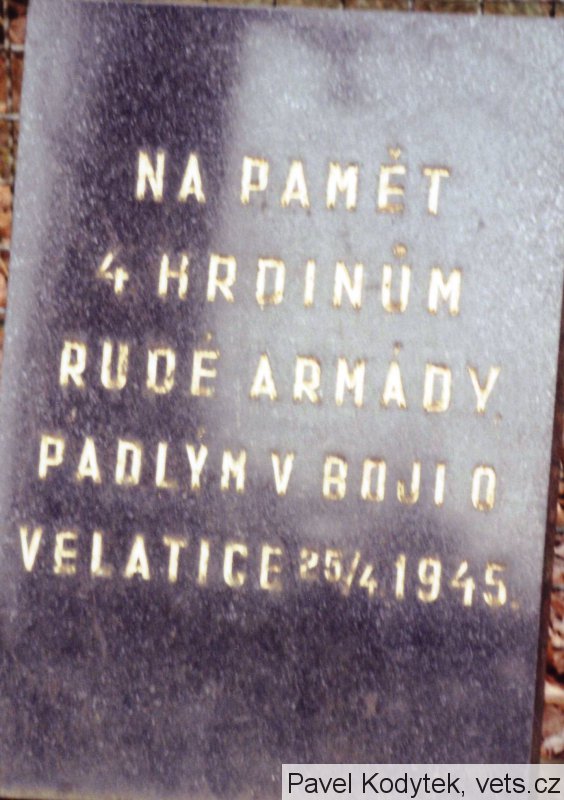 NA PAMĚT
4 HRDINŮM
RUDÉ ARMÁDY
PADLÝM V BOJI O
VELATICE 25/4. 1945.
Pavel Kodytek, vets.cz